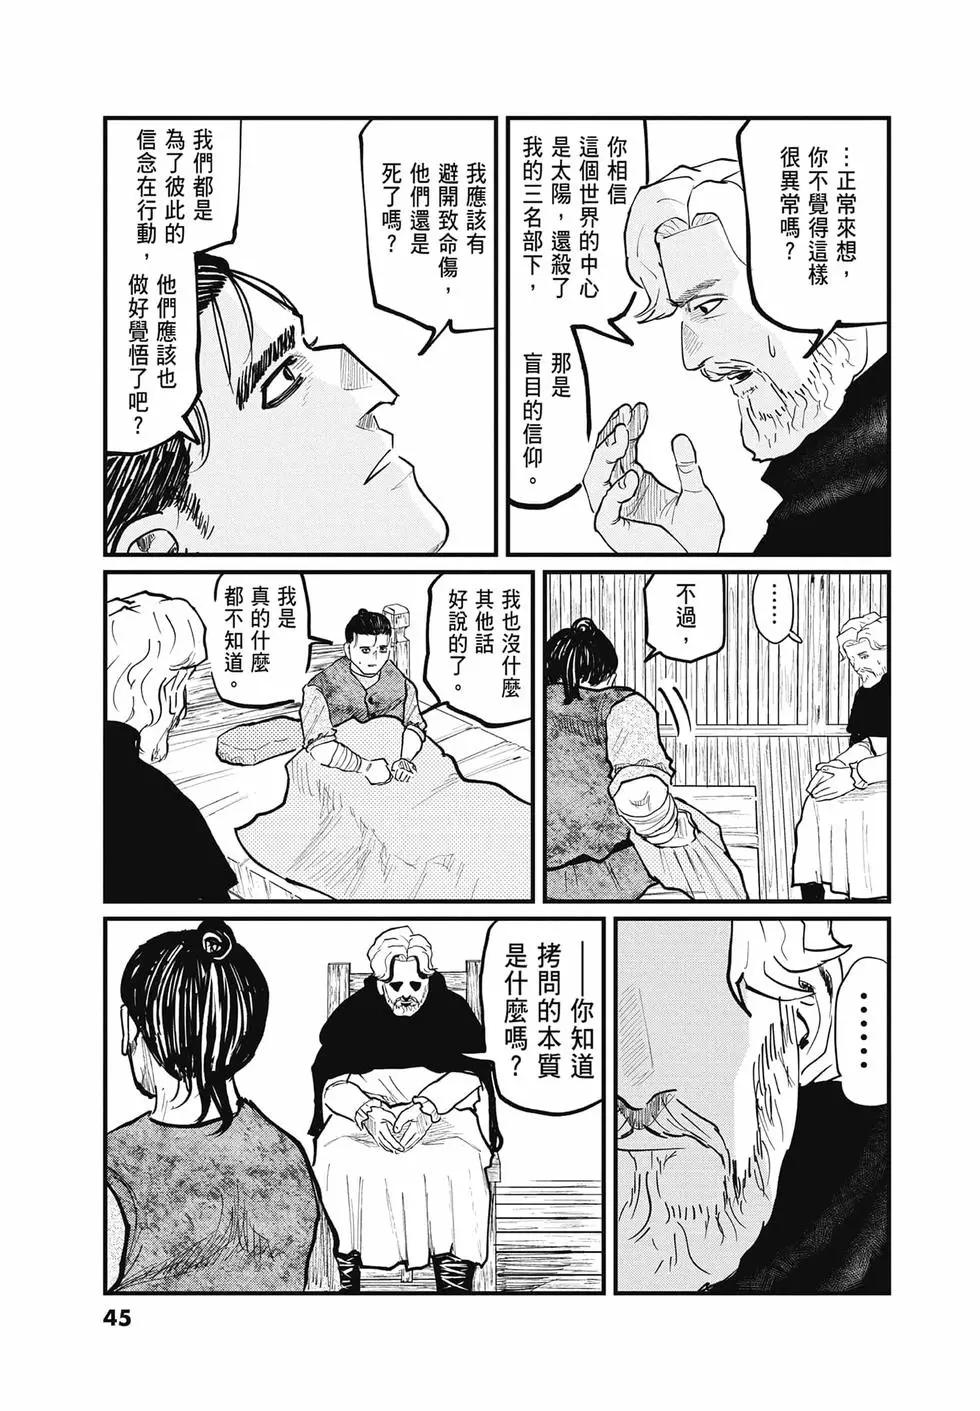 …正常來想，
你不覺得這樣
很異常嗎？
你相信
這個世界的中心
是太陽，還殺了
我的三名部下，
那是
盲目的信仰。
我應該有
避開致命傷，
他們還是
死了嗎？
我們都是
為了彼此的
信念在行動，
他們應該也
做好覺悟了吧？
……
不過，
我也沒什麼
其他話
好說的了。
我是
真的什麼
都不知道。
……
——你知道
拷問的本質
是什麼嗎？
45